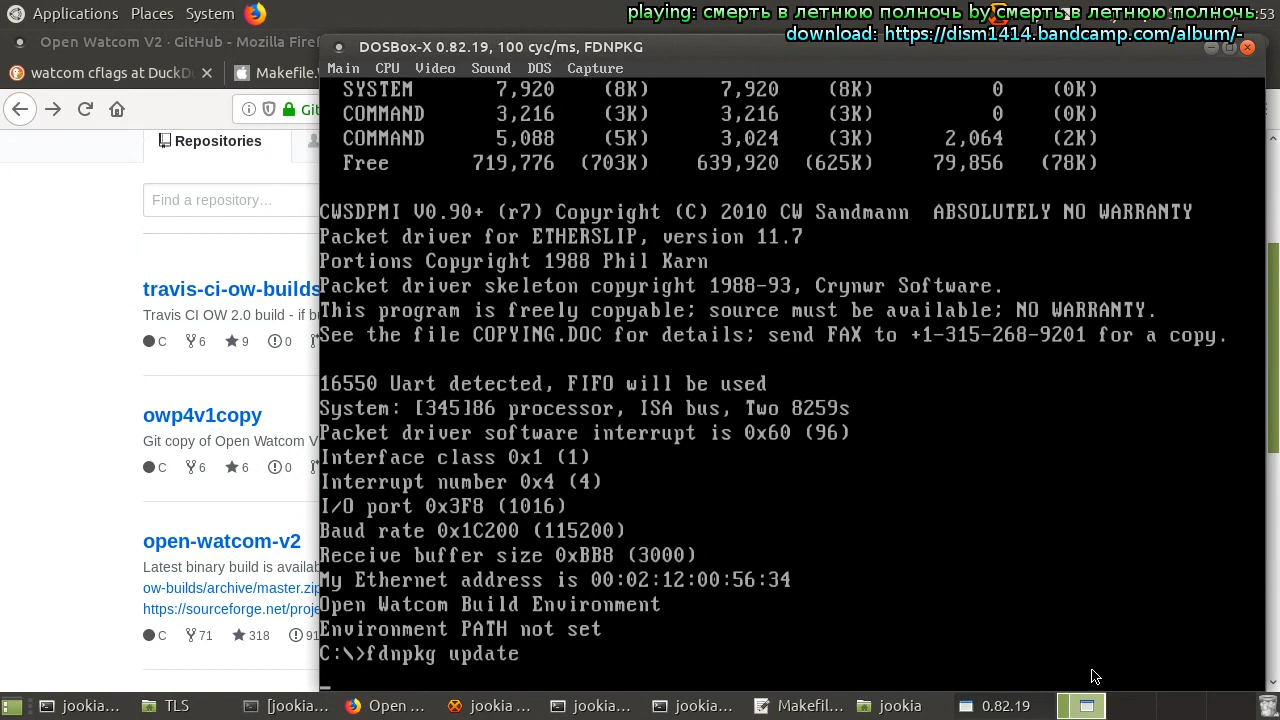 Applications Places System
:53
playing: смерть в летнюю полночь by смерть в летнюю полночь
download: https://dism1414.bandcamp.com/album/-
Open Watcom V2 · GitHub - Mozilla Firef
DOSBox-X 0.82.19, 100 cyc/ms, FDNPKG
watcom cflags at DuckD
Makefile.
Main CPU Video Sound DOS Capture
Repositories
Find a repository…
travis-ci-ow-builds
Travis CI OW 2.0 build - if bu
C 6 9 0
owp4v1copy
Git copy of Open Watcom V
C 6 6 0
open-watcom-v2
Latest binary build is availab
ow-builds/archive/master.zip
https://sourceforge.net/proje
C 71 318 91
SYSTEM 7,920 (8K) 7,920 (8K) 0 (0K)
COMMAND 3,216 (3K) 3,216 (3K) 0 (0K)
COMMAND 5,088 (5K) 3,024 (3K) 2,064 (2K)
Free 719,776 (703K) 639,920 (625K) 79,856 (78K)
CWSDPMI V0.90+ (r7) Copyright (C) 2010 CW Sandmann ABSOLUTELY NO WARRANTY
Packet driver for ETHERSLIP, version 11.7
Portions Copyright 1988 Phil Karn
Packet driver skeleton copyright 1988-93, Crynwr Software.
This program is freely copyable; source must be available; NO WARRANTY.
See the file COPYING.DOC for details; send FAX to +1-315-268-9201 for a copy.
16550 Uart detected, FIFO will be used
System: [345]86 processor, ISA bus, Two 8259s
Packet driver software interrupt is 0x60 (96)
Interface class 0x1 (1)
Interrupt number 0x4 (4)
I/O port 0x3F8 (1016)
Baud rate 0x1C200 (115200)
Receive buffer size 0xBB8 (3000)
My Ethernet address is 00:02:12:00:56:34
Open Watcom Build Environment
Environment PATH not set
C:\>fdnpkg update
jookia... TLS [jookia... Open ... jookia ... jookia... jookia... Makefil... jookia 0.82.19